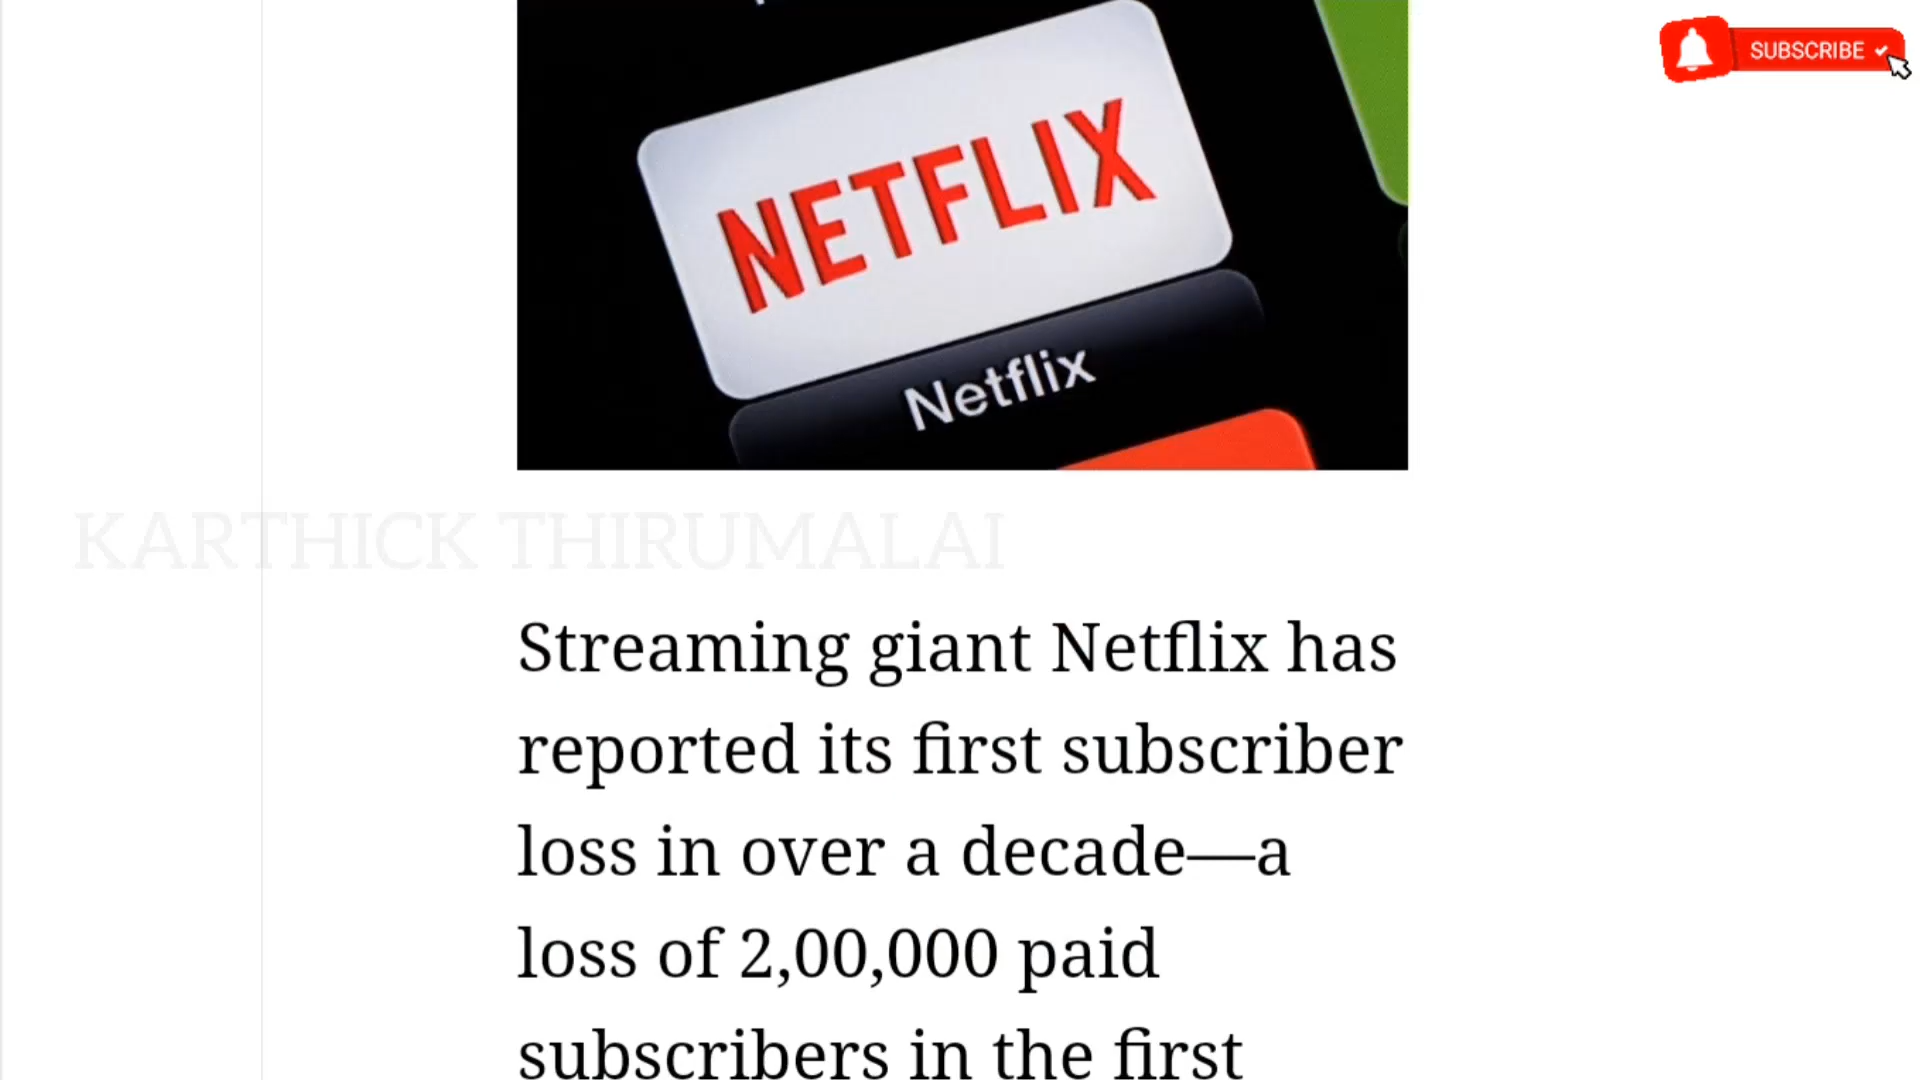 SUBSCRIBE
NETFLIX
Netflix
KARTHICK THIRUMALAI
Streaming giant Netflix has
reported its first subscriber
loss in over a decade—a
loss of 2,00,000 paid
subscribers in the first